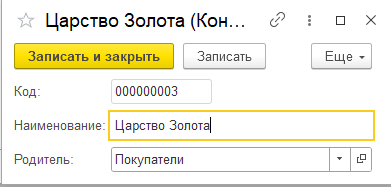 Царство Золота (Кон...
Записать и закрыть Записать Еще
Код: 000000003
Наименование: Царство Золота
Родитель: Покупатели